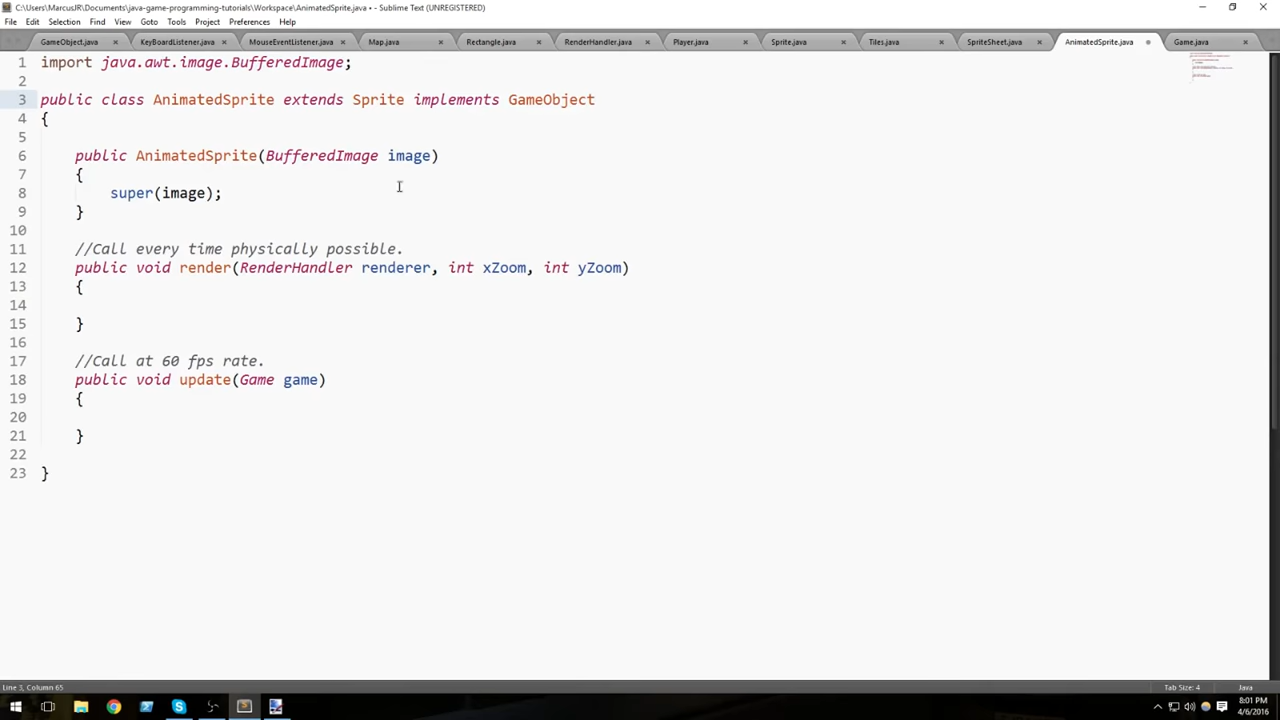 C:\Users\MarcusJR\Documents\java-game-programming-tutorials\Workspace\AnimatedSprite.java • - Sublime Text (UNREGISTERED)
File Edit Selection Find View Goto Tools Project Preferences Help
GameObject.java KeyBoardListener.java MouseEventListener.java Map.java Rectangle.java RenderHandler.java Player.java Sprite.java Tiles.java SpriteSheet.java AnimatedSprite.java Game.java
1 import java.awt.image.BufferedImage;
2
3 public class AnimatedSprite extends Sprite implements GameObject
4 {
5
6 public AnimatedSprite(BufferedImage image)
7 {
8 super(image);
9 }
10
11 //Call every time physically possible.
12 public void render(RenderHandler renderer, int xZoom, int yZoom)
13 {
14
15 }
16
17 //Call at 60 fps rate.
18 public void update(Game game)
19 {
20
21 }
22
23 }
Line 3, Column 65 Tab Size: 4 Java
8:01 PM
4/6/2016